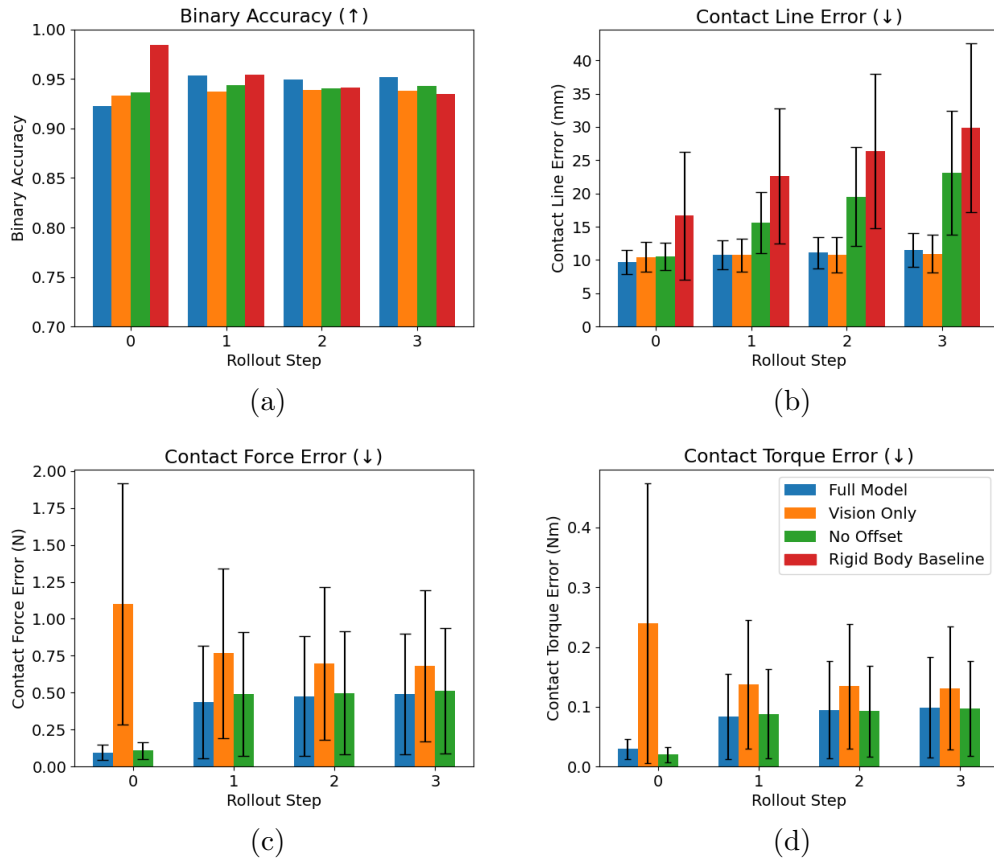 Binary Accuracy (↑)
Binary Accuracy
1.00
0.95
0.90
0.85
0.80
0.75
0.70
0 1 2 3
Rollout Step
(a)
Contact Line Error (↓)
Contact Line Error (mm)
40
35
30
25
20
15
10
5
0
0 1 2 3
Rollout Step
(b)
Contact Force Error (↓)
Contact Force Error (N)
2.00
1.75
1.50
1.25
1.00
0.75
0.50
0.25
0.00
0 1 2 3
Rollout Step
(c)
Contact Torque Error (↓)
Contact Torque Error (Nm)
0.4
0.3
0.2
0.1
0.0
Full Model
Vision Only
No Offset
Rigid Body Baseline
0 1 2 3
Rollout Step
(d)